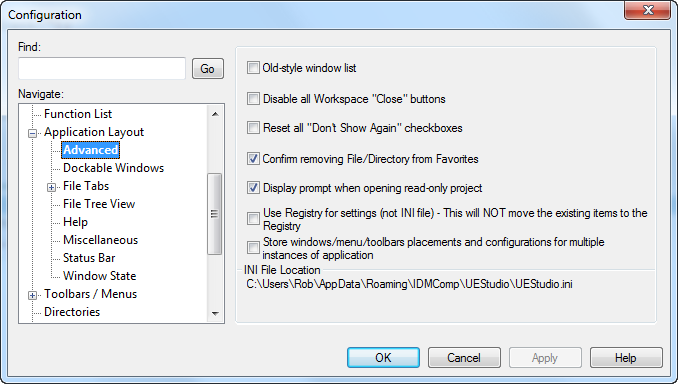 Configuration
Find:
Go
Navigate:
Function List
Application Layout
Advanced
Dockable Windows
File Tabs
File Tree View
Help
Miscellaneous
Status Bar
Window State
Toolbars / Menus
Directories
Old-style window list
Disable all Workspace "Close" buttons
Reset all "Don't Show Again" checkboxes
Confirm removing File/Directory from Favorites
Display prompt when opening read-only project
Use Registry for settings (not INI file) - This will NOT move the existing items to the
Registry
Store windows/menu/toolbars placements and configurations for multiple
instances of application
INI File Location
C:\Users\Rob\AppData\Roaming\IDMComp\UEStudio\UEStudio.ini
OK
Cancel
Apply
Help